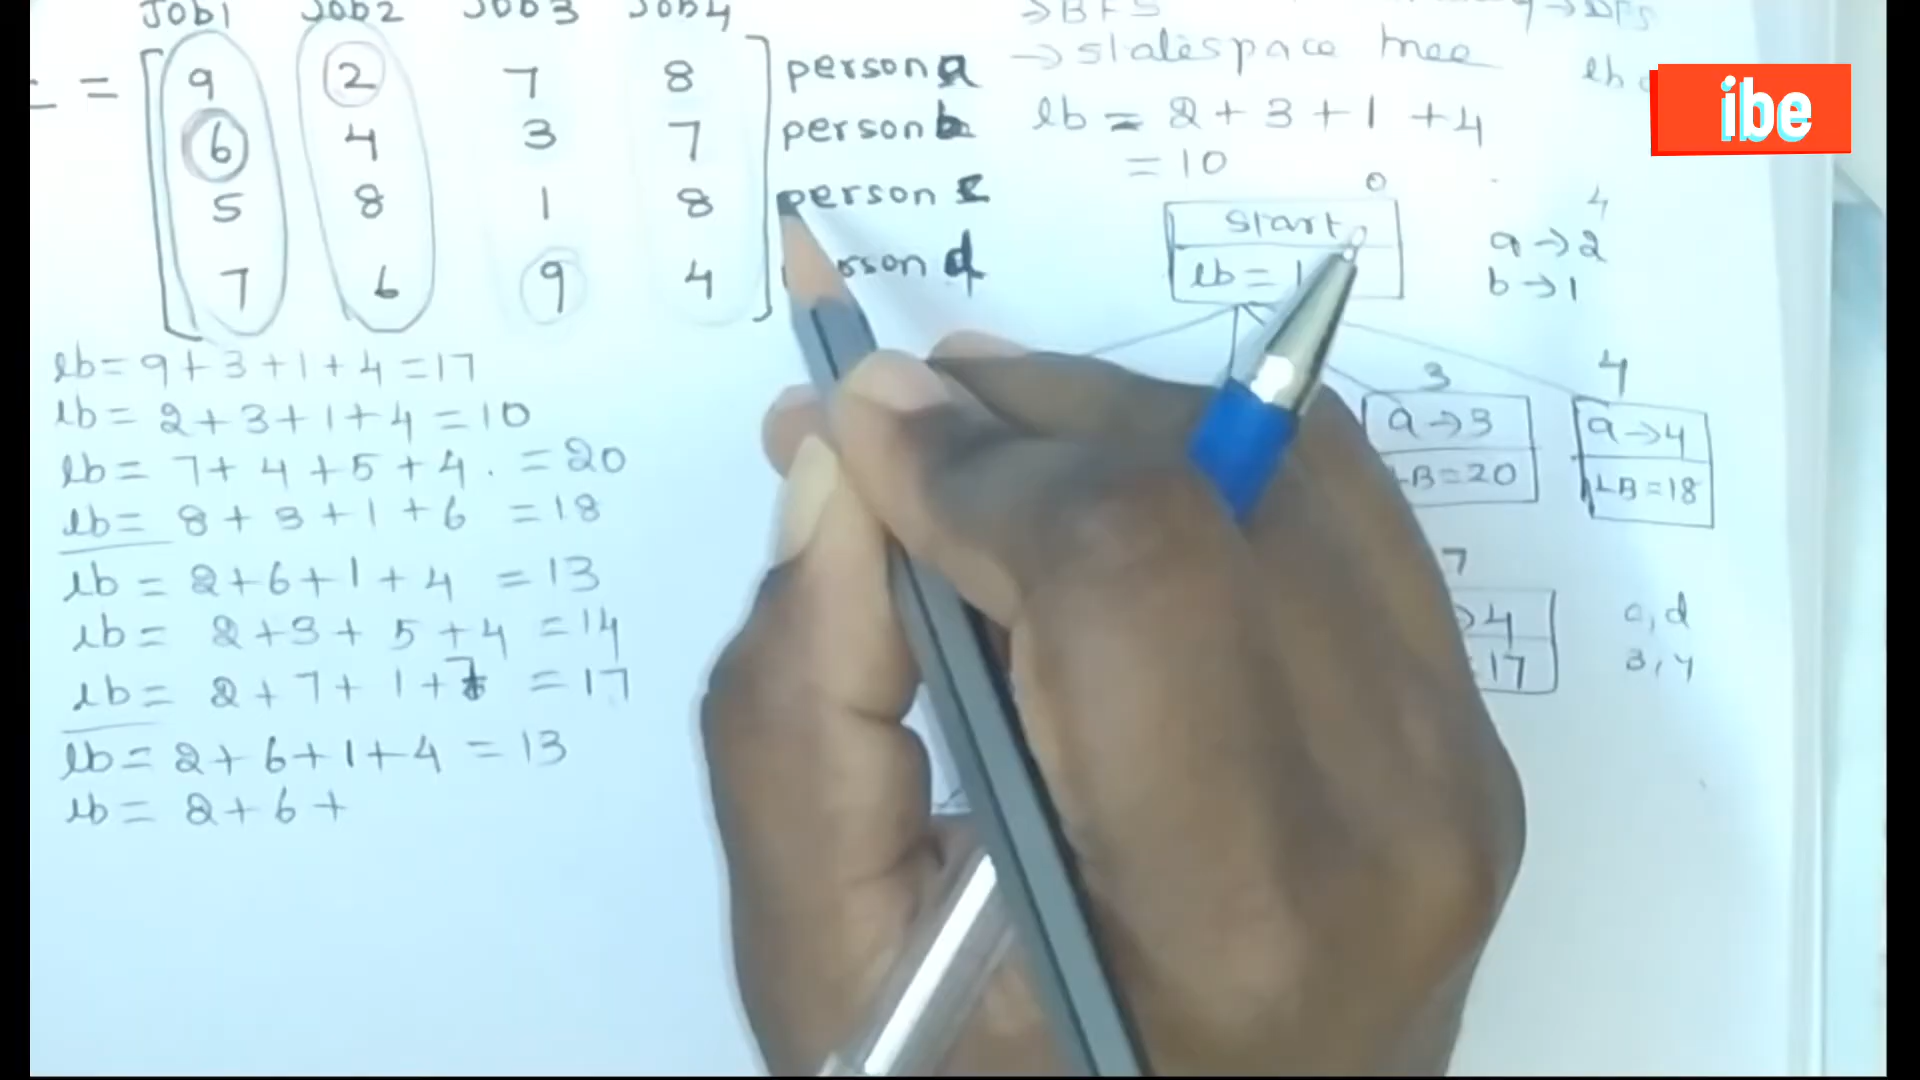 Job1 Job2 Job3 Job4
= 9 2 7 8 person a
6 4 3 7 person b
5 8 1 8 person c
7 6 9 4 d
lb = 9 + 3 + 1 + 4 = 17
lb = 2 + 3 + 1 + 4 = 10
lb = 7 + 4 + 5 + 4 . = 20
lb = 8 + 3 + 1 + 6 = 18
lb = 2 + 6 + 1 + 4 = 13
lb = 2 + 3 + 5 + 4 = 14
lb = 2 + 7 + 1 + 7 = 17
lb = 2 + 6 + 1 + 4 = 13
lb = 2 + 6 +
→ BFS
→ DFS
→ statespace tree
lb
lb = 2 + 3 + 1 + 4
= 10
0
start
lb = 1
4
a → 2
b → 1
3
a → 3
LB = 20
4
a → 4
LB = 18
7
→ 4
= 17
c, d
3, 4
ibe